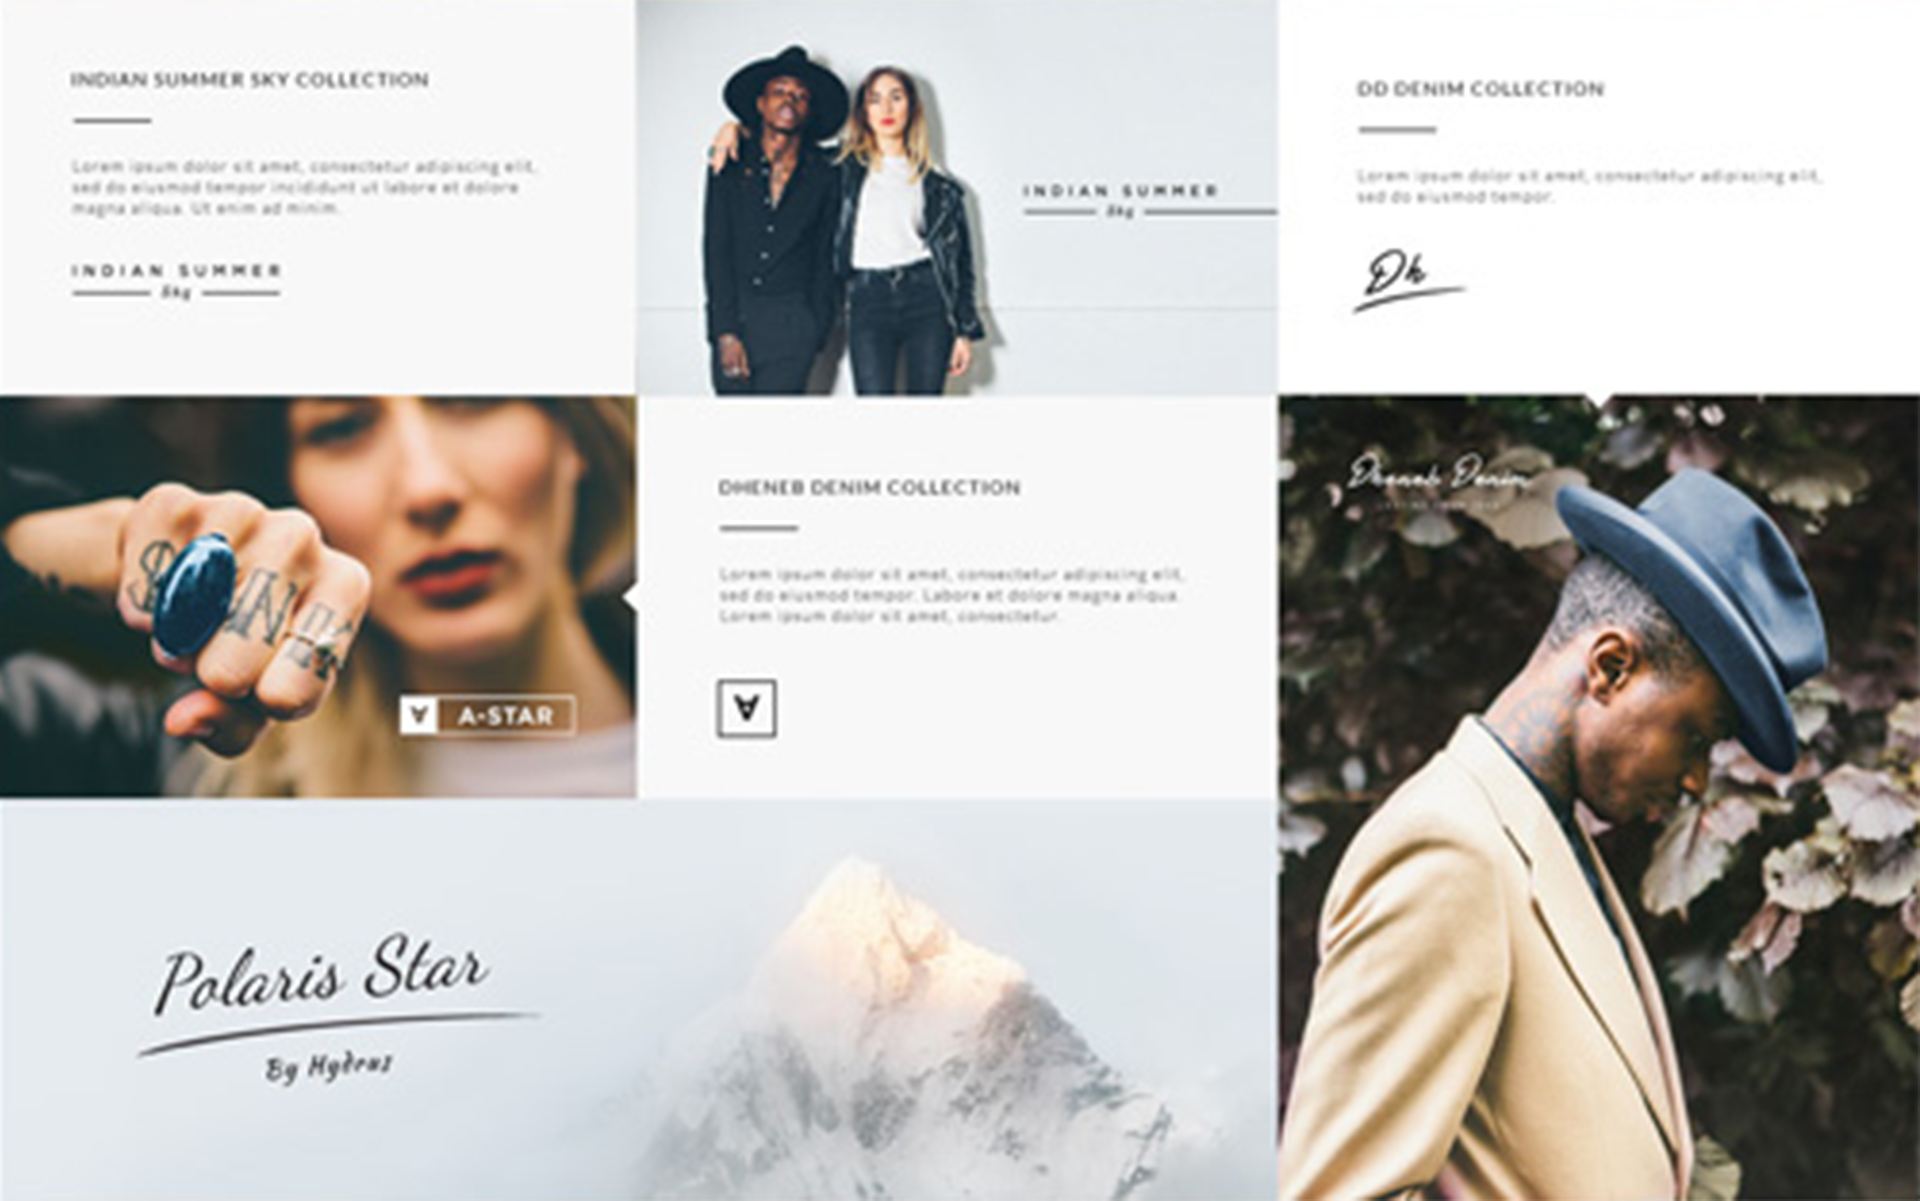 INDIAN SUMMER SKY COLLECTION
Lorem ipsum dolor sit amet, consectetur adipiscing elit,
sed do eiusmod tempor incididunt ut labore et dolore
magna aliqua. Ut enim ad minim.
INDIAN SUMMER
Sky
INDIAN SUMMER
Sky
DD DENIM COLLECTION
Lorem ipsum dolor sit amet, consectetur adipiscing elit,
sed do eiusmod tempor.
Dh
A-STAR
DHENEB DENIM COLLECTION
Lorem ipsum dolor sit amet, consectetur adipiscing elit,
sed do eiusmod tempor. Labore et dolore magna aliqua.
Lorem ipsum dolor sit amet, consectetur.
Dheneb Denim
Polaris Star
By Hydrus